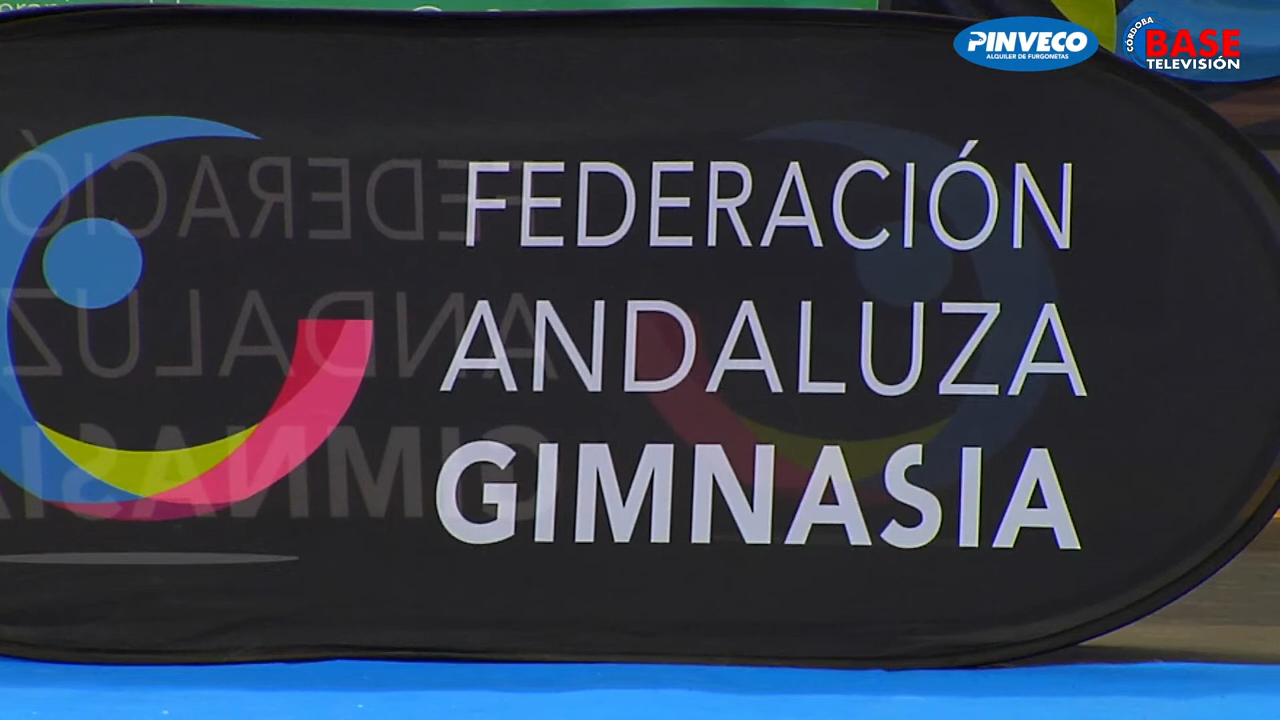 PINVECO
ALQUILER DE FURGONETAS
CÓRDOBA
BASE
TELEVISIÓN
FEDERACIÓN
ANDALUZA
GIMNASIA